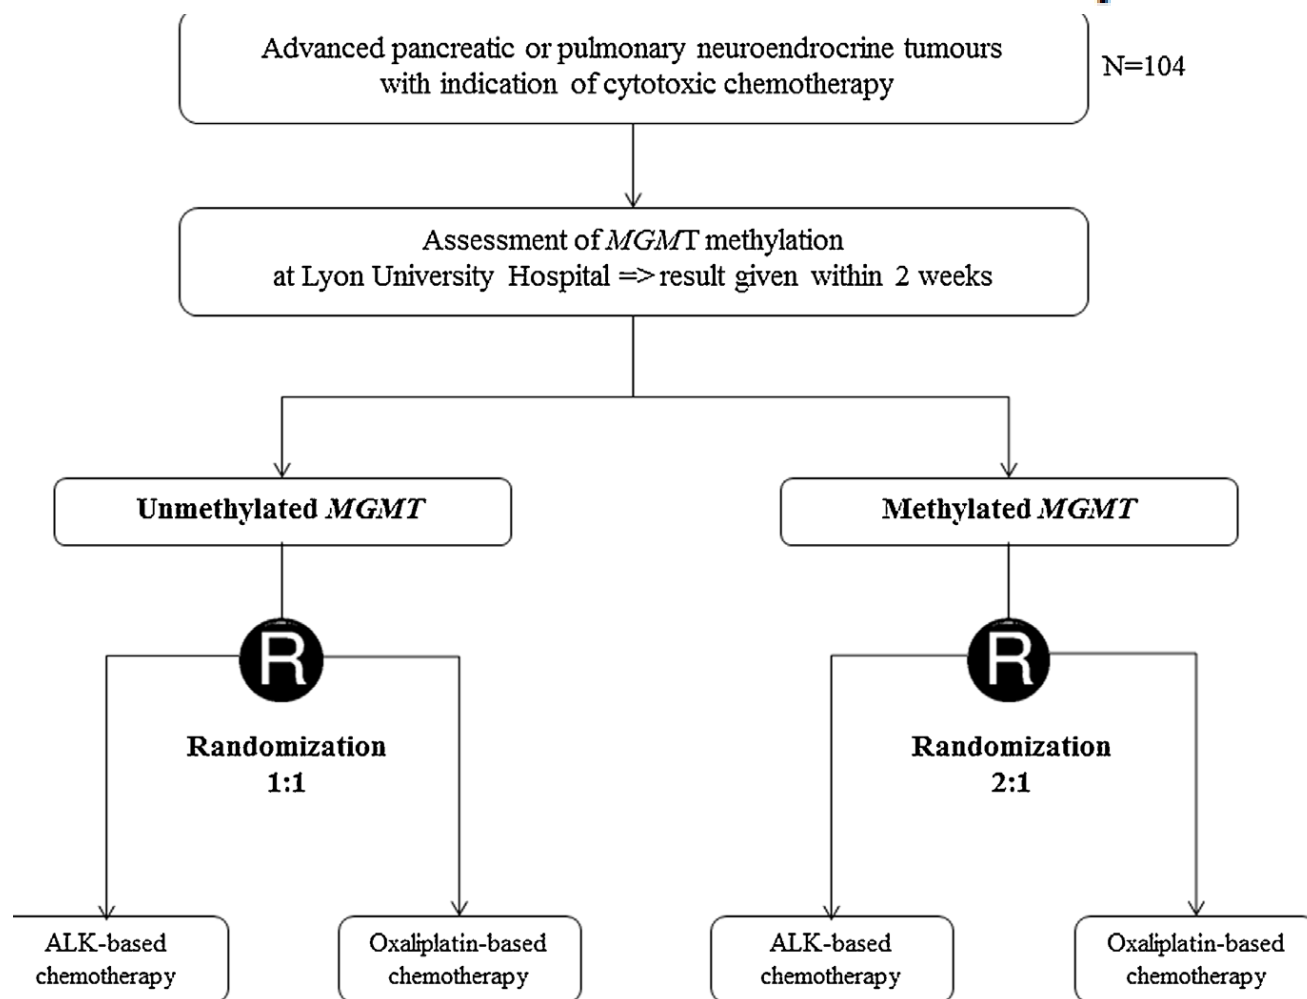 Advanced pancreatic or pulmonary neuroendocrine tumours
with indication of cytotoxic chemotherapy
N=104
Assessment of MGMT methylation
at Lyon University Hospital => result given within 2 weeks
Unmethylated MGMT
Methylated MGMT
R
R
Randomization
1:1
Randomization
2:1
ALK-based
chemotherapy
Oxaliplatin-based
chemotherapy
ALK-based
chemotherapy
Oxaliplatin-based
chemotherapy